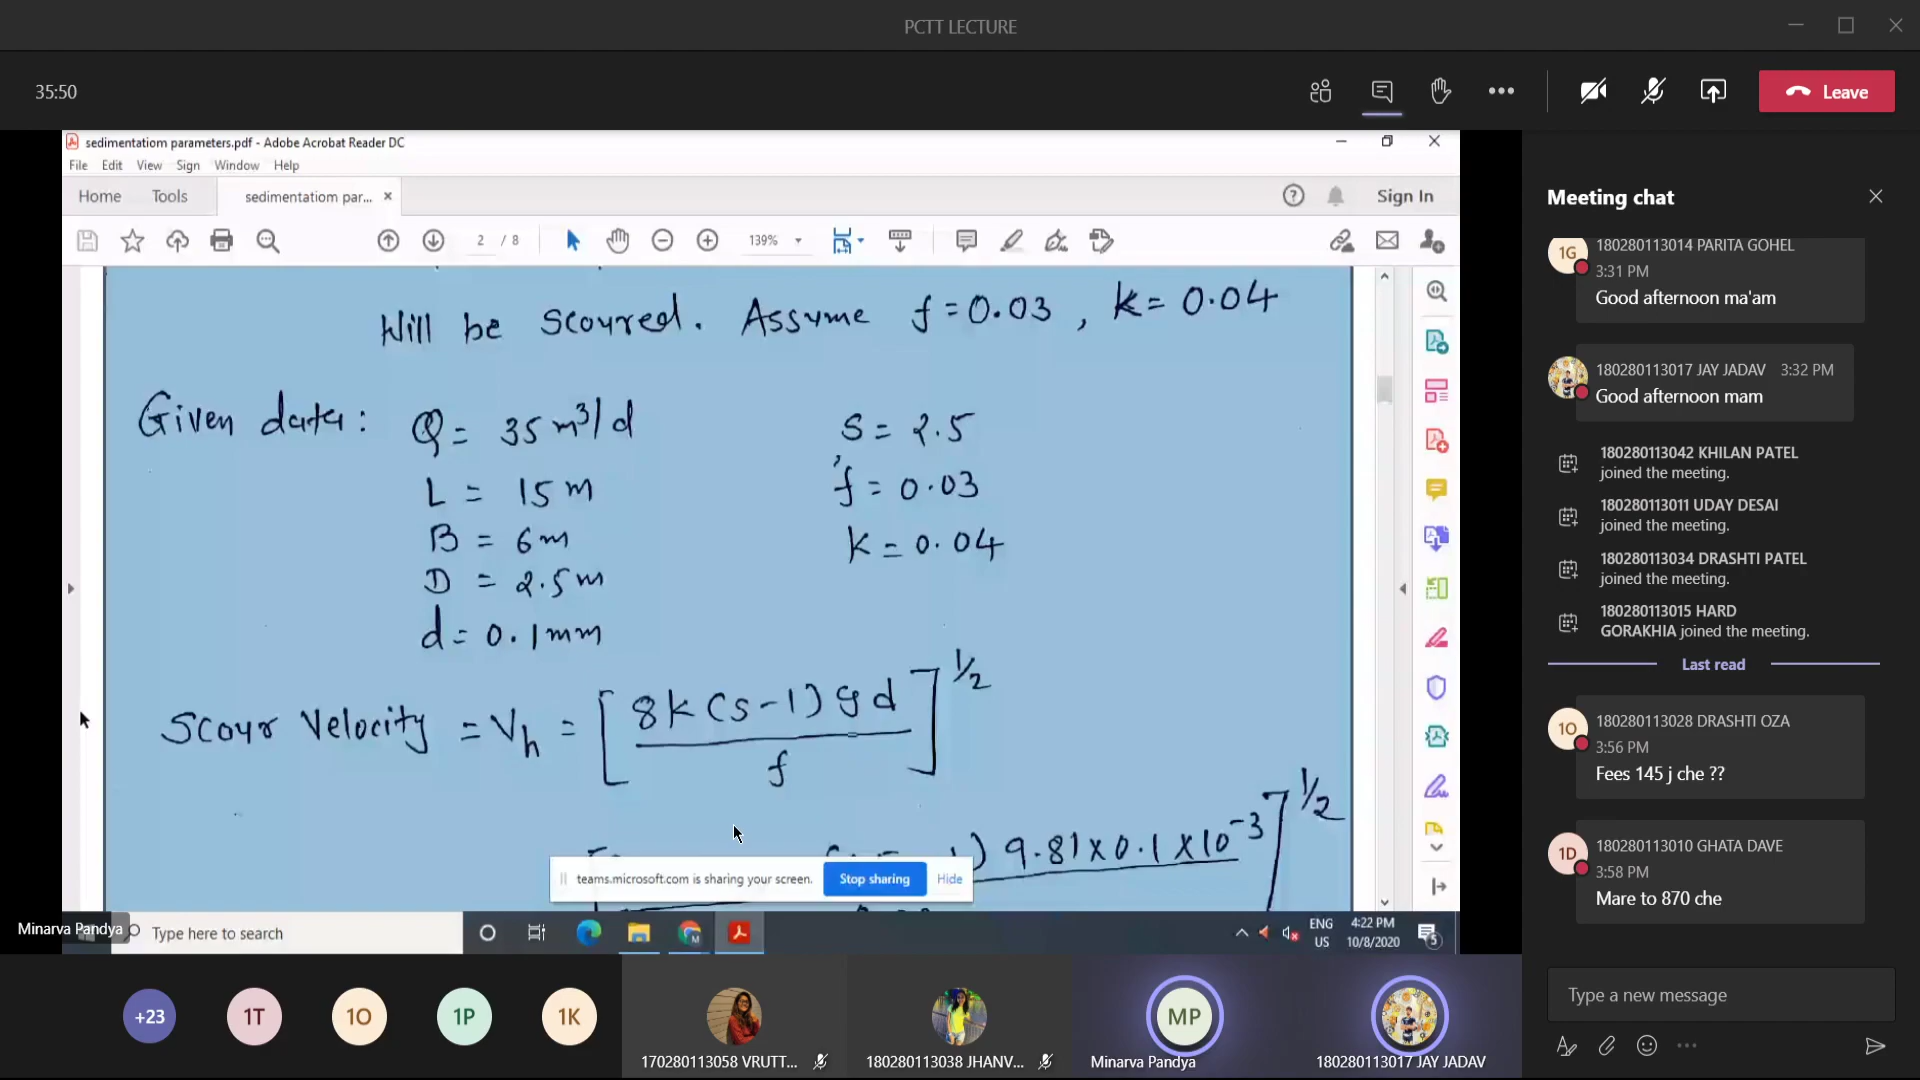 PCTT LECTURE
35:50
Leave
sedimentatiom parameters.pdf - Adobe Acrobat Reader DC
File Edit View Sign Window Help
Home Tools sedimentatiom par... Sign In
2 / 8 139%
Will be scoured. Assume f = 0.03 , k = 0.04
Given data: Q = 35 m³/d
S = 2.5
L = 15 m
f = 0.03
B = 6 m
k = 0.04
D = 2.5 m
d = 0.1 mm
Scour Velocity = Vh = [8k(s-1)gd / f]^1/2
) 9.81 x 0.1 x 10^-3 ]^1/2
teams.microsoft.com is sharing your screen. Stop sharing Hide
Minarva Pandya
Type here to search
ENG
US
4:22 PM
10/8/2020
5
+23
1T
1O
1P
1K
170280113058 VRUTT...
180280113038 JHANV...
MP
Minarva Pandya
180280113017 JAY JADAV
Meeting chat
1G
180280113014 PARITA GOHEL
3:31 PM
Good afternoon ma'am
180280113017 JAY JADAV 3:32 PM
Good afternoon mam
180280113042 KHILAN PATEL
joined the meeting.
180280113011 UDAY DESAI
joined the meeting.
180280113034 DRASHTI PATEL
joined the meeting.
180280113015 HARD
GORAKHIA joined the meeting.
Last read
1O
180280113028 DRASHTI OZA
3:56 PM
Fees 145 j che ??
1D
180280113010 GHATA DAVE
3:58 PM
Mare to 870 che
Type a new message